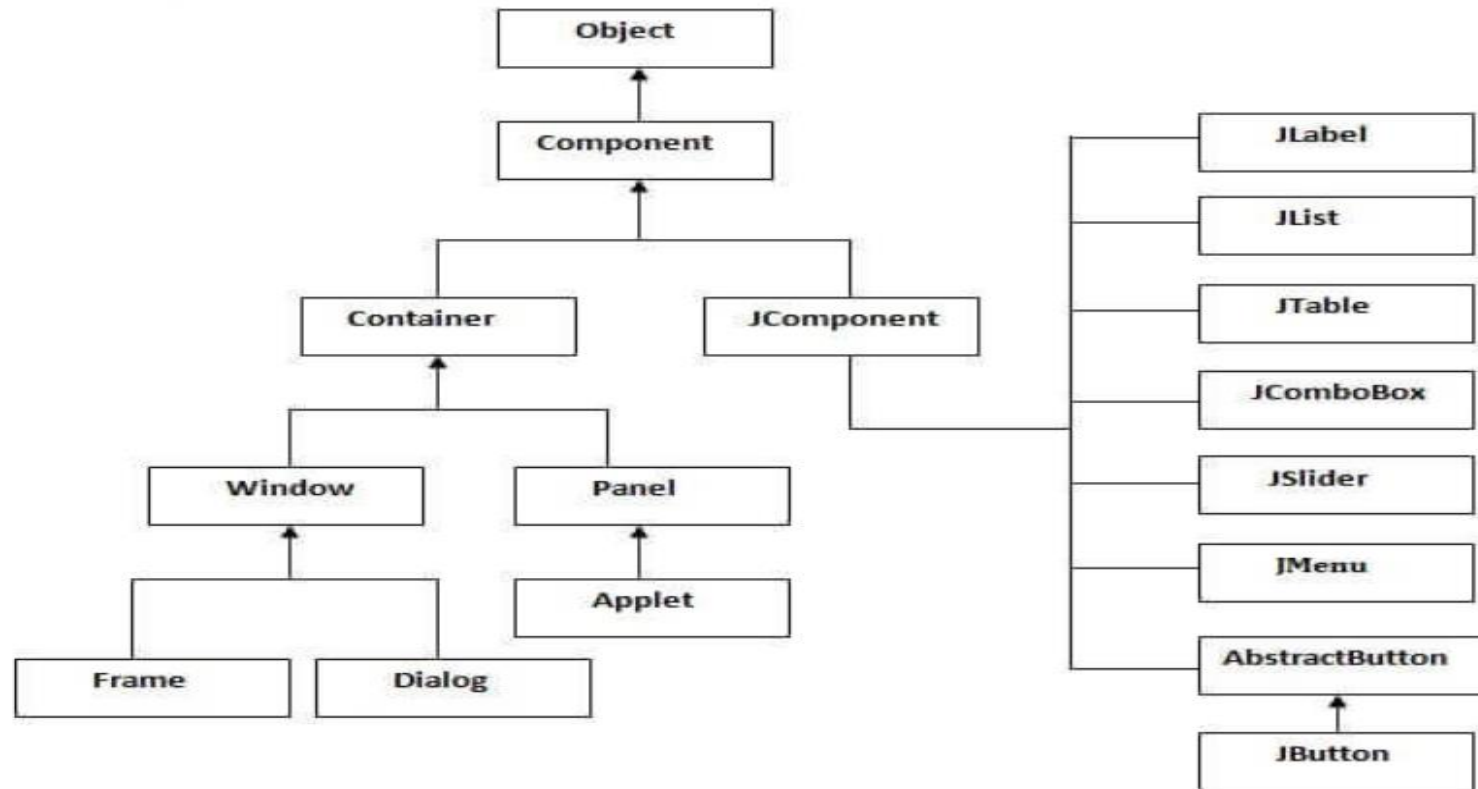 Object
Component
Container
JComponent
Window
Panel
Applet
Frame
Dialog
JLabel
JList
JTable
JComboBox
JSlider
JMenu
AbstractButton
JButton